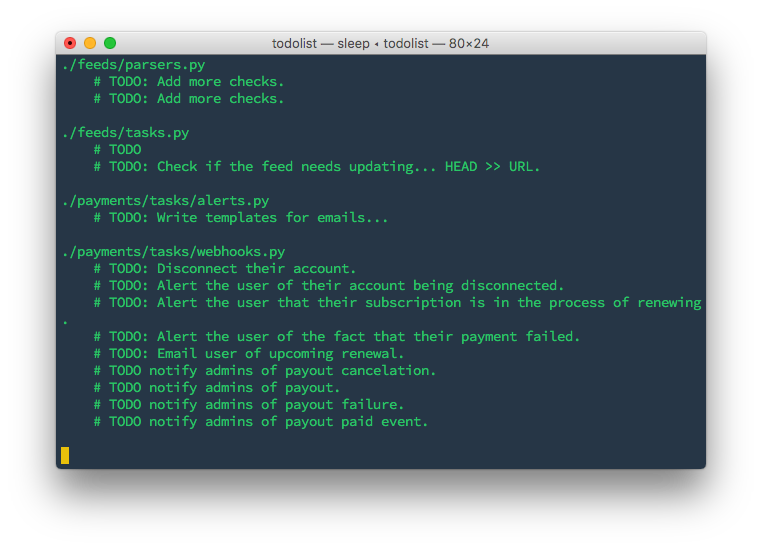 todolist — sleep ◂ todolist — 80×24
./feeds/parsers.py
# TODO: Add more checks.
# TODO: Add more checks.
./feeds/tasks.py
# TODO
# TODO: Check if the feed needs updating... HEAD >> URL.
./payments/tasks/alerts.py
# TODO: Write templates for emails...
./payments/tasks/webhooks.py
# TODO: Disconnect their account.
# TODO: Alert the user of their account being disconnected.
# TODO: Alert the user that their subscription is in the process of renewing
.
# TODO: Alert the user of the fact that their payment failed.
# TODO: Email user of upcoming renewal.
# TODO notify admins of payout cancelation.
# TODO notify admins of payout.
# TODO notify admins of payout failure.
# TODO notify admins of payout paid event.